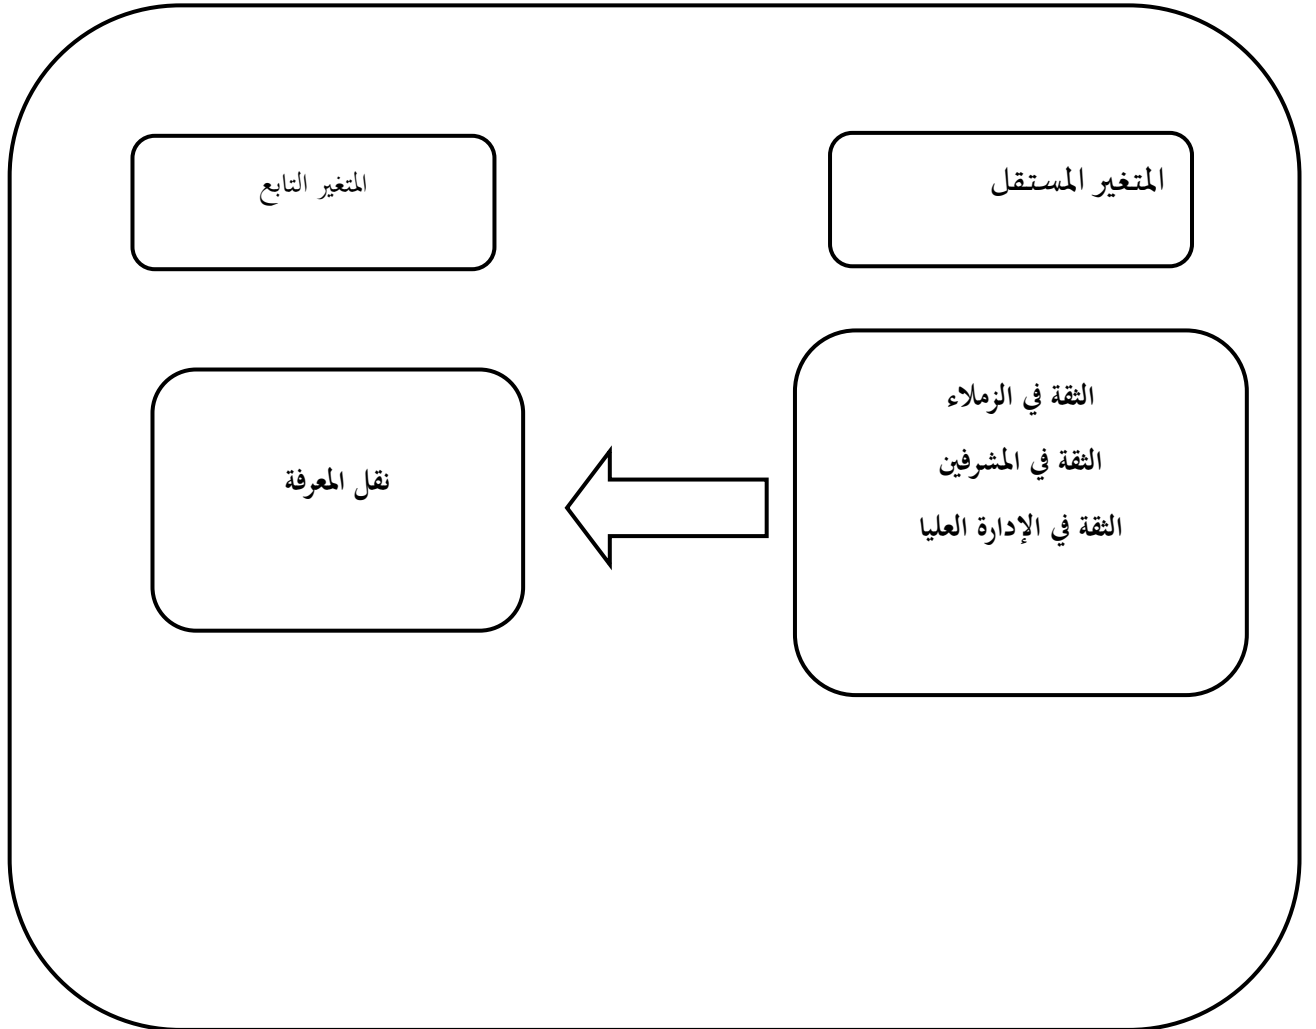 المتغير المستقل
المتغير التابع
الثقة في الزملاء
الثقة في المشرفين
الثقة في الإدارة العليا
نقل المعرفة